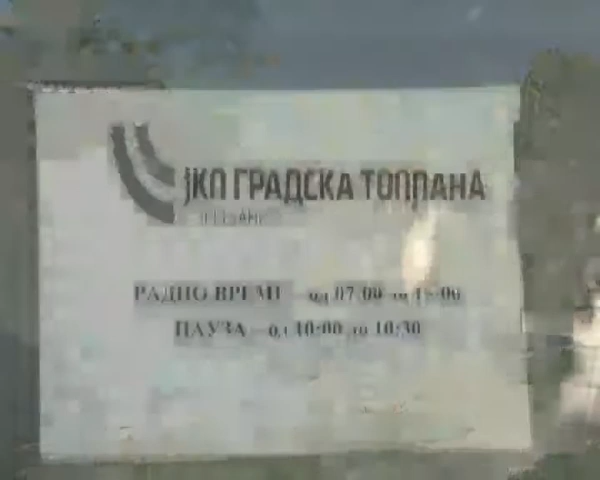 ЈКП ГРАДСКА ТОПЛАНА
РАДНО ВРЕМЕ – од 07:00 до
ПАУЗА – од 10:00 до 10:30